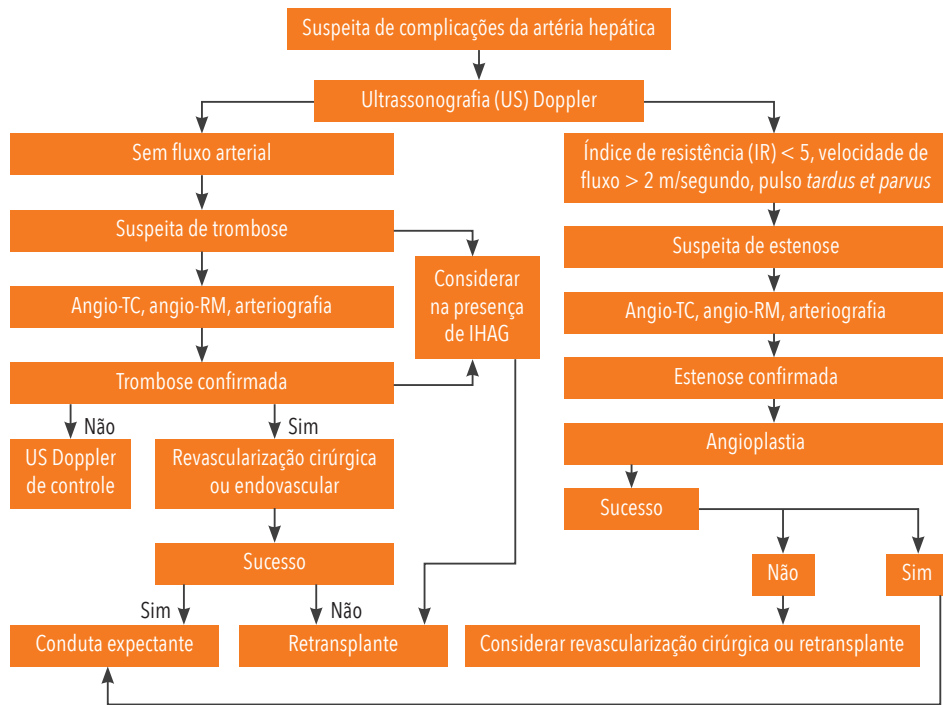 Suspeita de complicações da artéria hepática
Ultrassonografia (US) Doppler
Sem fluxo arterial
Suspeita de trombose
Angio-TC, angio-RM, arteriografia
Trombose confirmada
Não
Sim
US Doppler
de controle
Revascularização cirúrgica
ou endovascular
Sucesso
Sim
Não
Conduta expectante
Retransplante
Considerar
na presença
de IHAG
Índice de resistência (IR) < 5, velocidade de
fluxo > 2 m/segundo, pulso tardus et parvus
Suspeita de estenose
Angio-TC, angio-RM, arteriografia
Estenose confirmada
Angioplastia
Sucesso
Não
Sim
Considerar revascularização cirúrgica ou retransplante